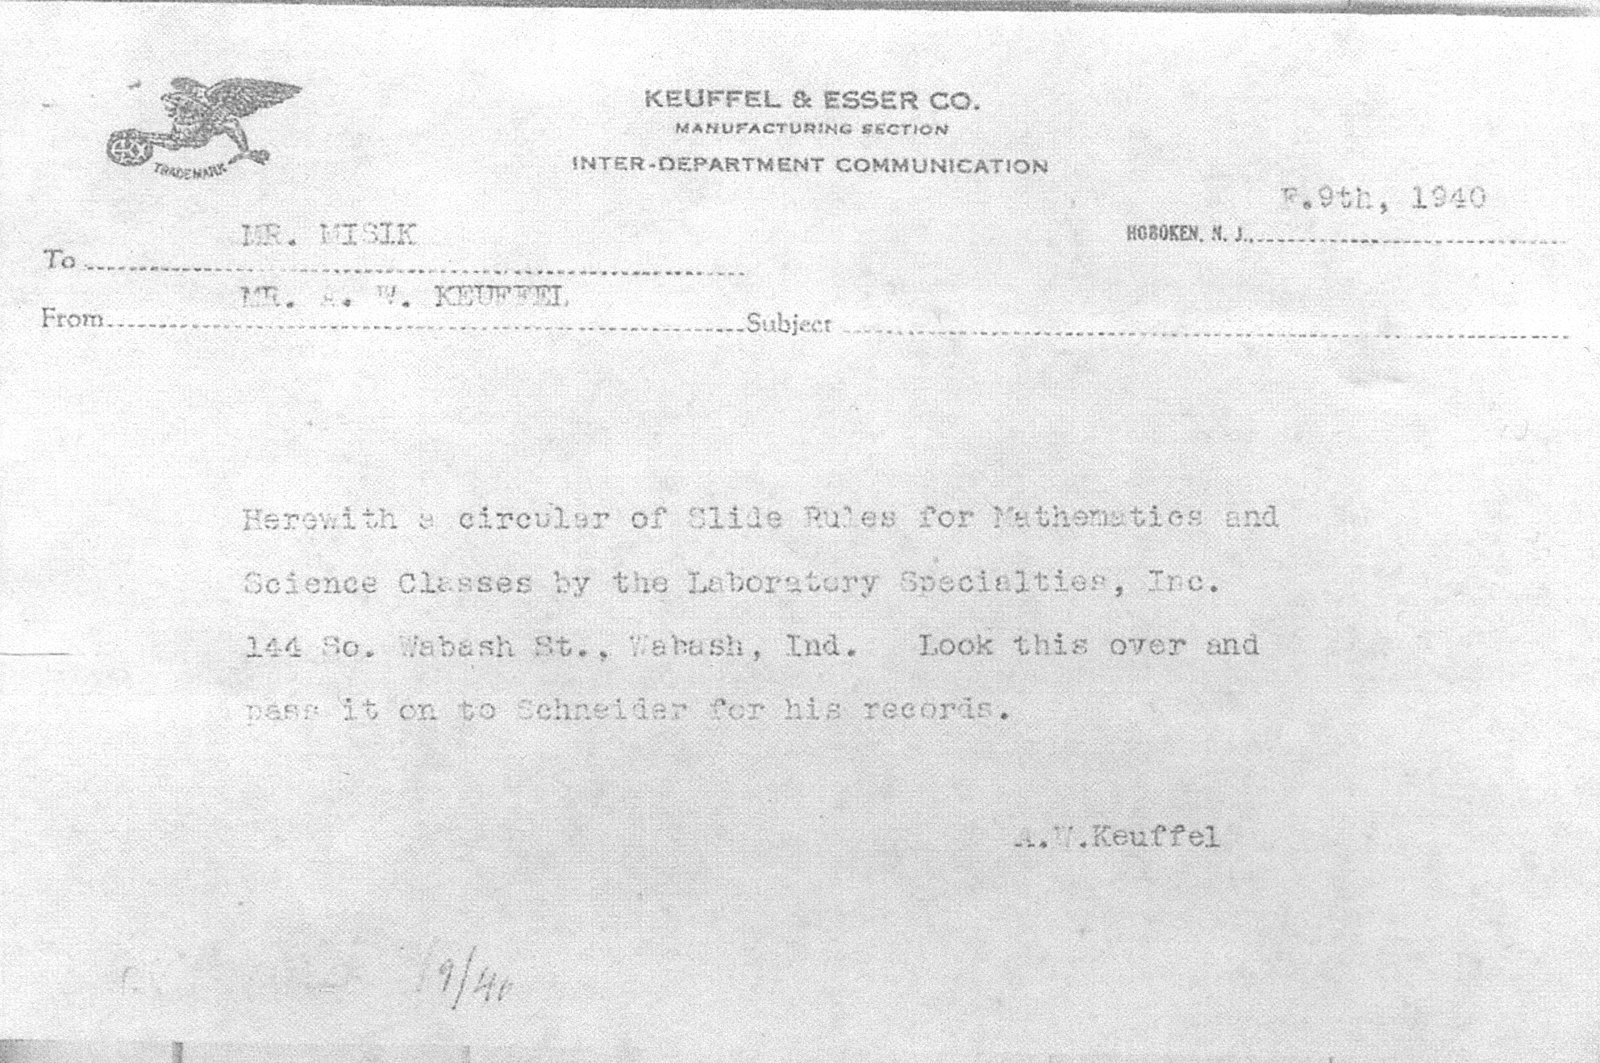 KEUFFEL & ESSER CO.
MANUFACTURING SECTION
INTER-DEPARTMENT COMMUNICATION
TRADEMARK
F.9th, 1940
HOBOKEN, N. J.,
MR. MISIK
To
MR. A. W. KEUFFEL
From
Subject
Herewith a circular of Slide Rules for Mathematics and
Science Classes by the Laboratory Specialties, Inc.
144 So. Wabash St., Wabash, Ind. Look this over and
pass it on to Schneider for his records.
A.W.Keuffel
9/40